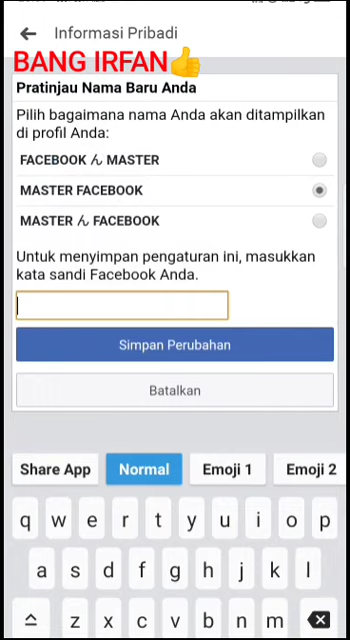 Informasi Pribadi
BANG IRFAN👍
Pratinjau Nama Baru Anda
Pilih bagaimana nama Anda akan ditampilkan
di profil Anda:
FACEBOOK ん MASTER
MASTER FACEBOOK
MASTER ん FACEBOOK
Untuk menyimpan pengaturan ini, masukkan
kata sandi Facebook Anda.
Simpan Perubahan
Batalkan
Share App Normal Emoji 1 Emoji 2
q w e r t y u i o p
a s d f g h j k l
z x c v b n m